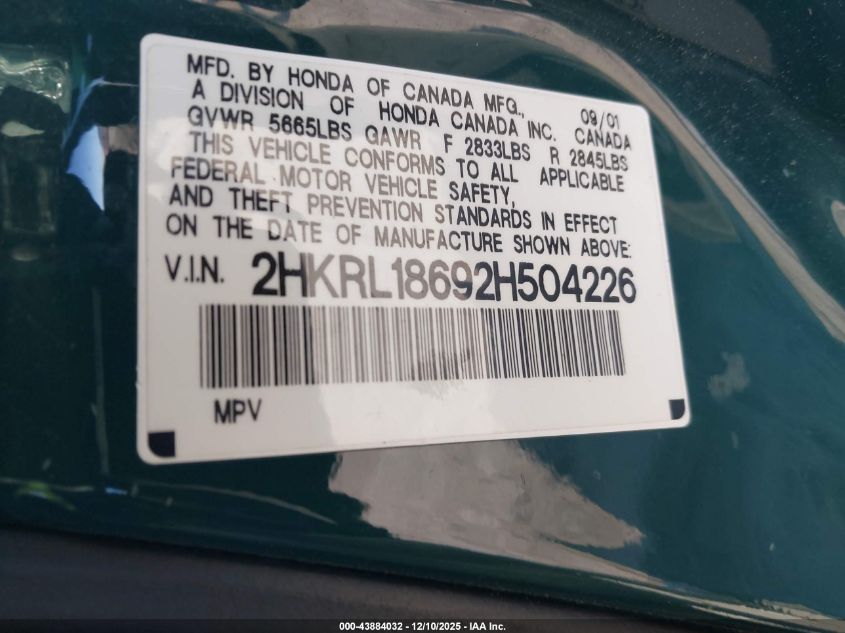 MFD. BY HONDA OF CANADA MFG., 09/01
A DIVISION OF HONDA CANADA INC. CANADA
GVWR 5665LBS GAWR F 2833LBS R 2845LBS
THIS VEHICLE CONFORMS TO ALL APPLICABLE
FEDERAL MOTOR VEHICLE SAFETY,
AND THEFT PREVENTION STANDARDS IN EFFECT
ON THE DATE OF MANUFACTURE SHOWN ABOVE:
V.I.N. 2HKRL18692H504226
MPV
000-43884032 - 12/10/2025 - IAA Inc.